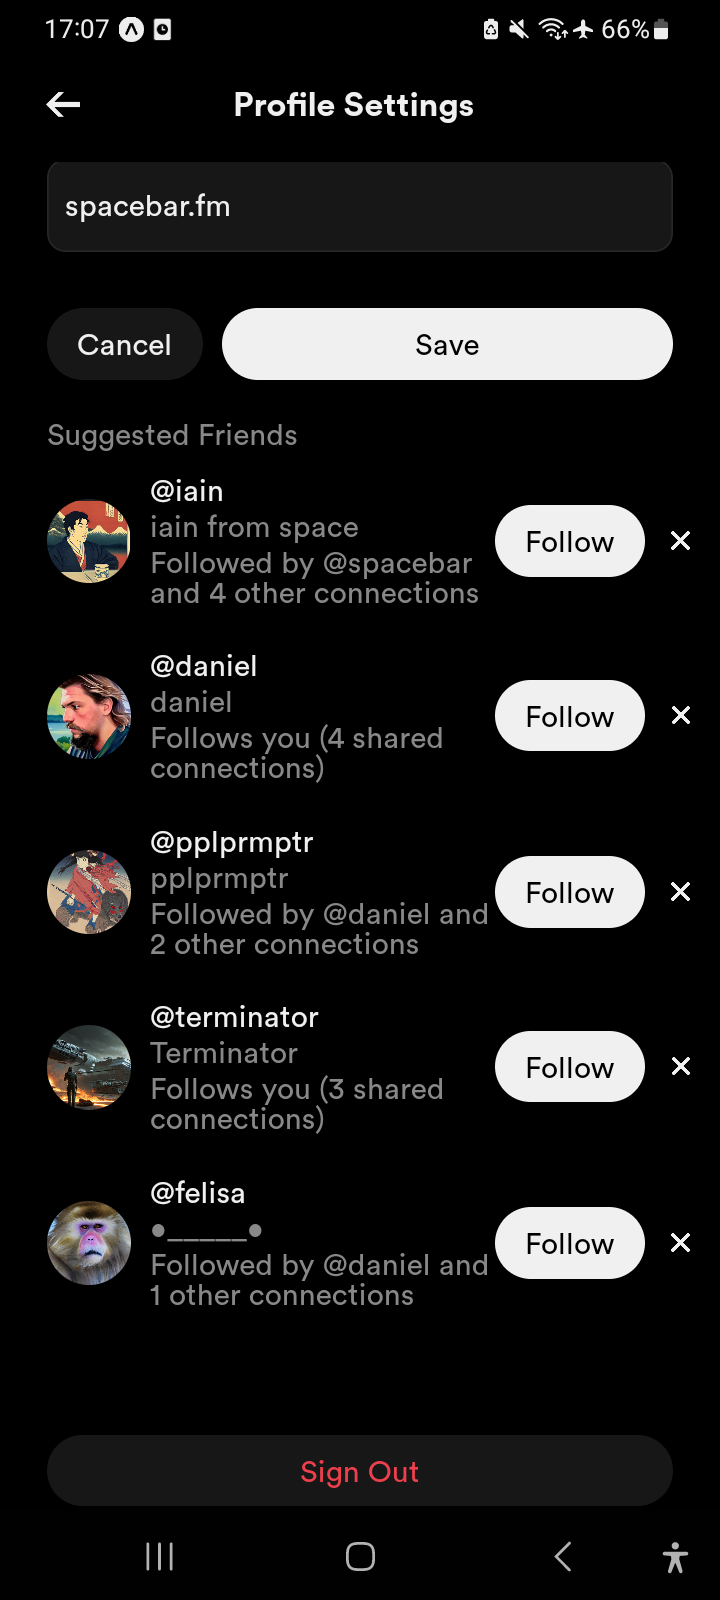 17:07
66%
Profile Settings
spacebar.fm
Cancel
Save
Suggested Friends
@iain
iain from space
Followed by @spacebar
and 4 other connections
Follow
@daniel
daniel
Follows you (4 shared
connections)
Follow
@pplprmptr
pplprmptr
Followed by @daniel and
2 other connections
Follow
@terminator
Terminator
Follows you (3 shared
connections)
Follow
@felisa
•_____•
Followed by @daniel and
1 other connections
Follow
Sign Out